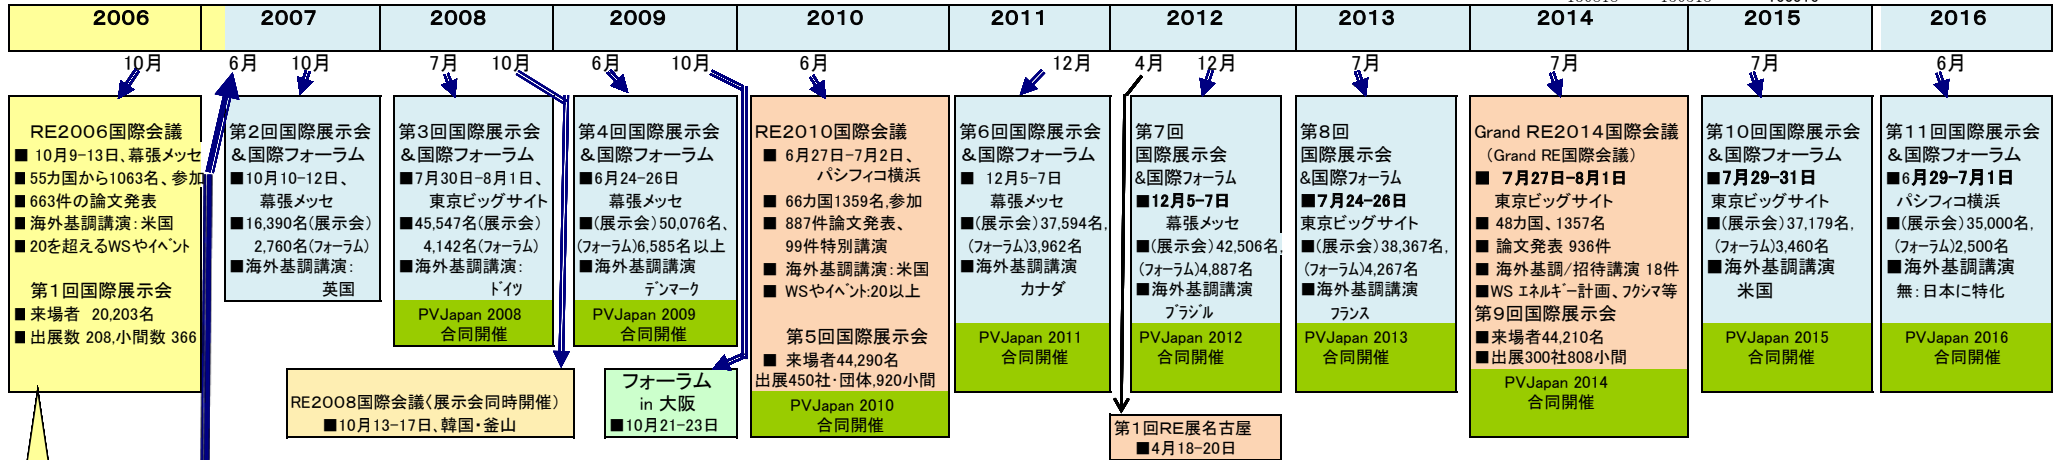 2006
2007
2008
2009
2010
2011
2012
2013
2014
2015
2016
10月
6月
10月
7月
10月
6月
10月
6月
12月
4月
12月
7月
7月
7月
6月
RE2006国際会議
■ 10月9-13日、幕張メッセ
■ 55カ国から1063名、参加
■ 663件の論文発表
■ 海外基調講演：米国
■ 20を超えるWSやイベント
第１回国際展示会
■ 来場者 20,203名
■ 出展数 208,小間数 366
第２回国際展示会
＆国際フォーラム
■10月10-12日、
幕張メッセ
■16,390名(展示会)
2,760名(フォーラム)
■海外基調講演：
英国
第３回国際展示会
＆国際フォーラム
■7月30日-8月1日、
東京ビッグサイト
■45,547名(展示会)
4,142名(フォーラム)
■海外基調講演：
ドイツ
PVJapan 2008
合同開催
RE2008国際会議〈展示会同時開催）
■10月13-17日、韓国・釜山
第４回国際展示会
＆国際フォーラム
■6月24-26日
幕張メッセ
■(展示会)50,076名、
(フォーラム)6,585名以上
■海外基調講演
デンマーク
PVJapan 2009
合同開催
フォーラム
in 大阪
■10月21-23日
RE2010国際会議
■ 6月27日-7月2日、
パシフィコ横浜
■ 66カ国1359名,参加
■ 887件論文発表、
99件特別講演
■ 海外基調講演：米国
■ WSやイベント:20以上
第５回国際展示会
■ 来場者44,290名
出展450社・団体,920小間
PVJapan 2010
合同開催
第６回国際展示会
＆国際フォーラム
■ 12月5-7日
幕張メッセ
■(展示会)37,594名,
(フォーラム)3,962名
■海外基調講演
カナダ
PVJapan 2011
合同開催
第７回
国際展示会
&国際フォーラム
■12月5-7日
幕張メッセ
■(展示会)42,506名,
(フォーラム)4,887名
■海外基調講演
ブラジル
PVJapan 2012
合同開催
第１回RE展名古屋
■4月18-20日
第８回
国際展示会
&国際フォーラム
■7月24-26日
東京ビッグサイト
■(展示会)38,367名,
(フォーラム)4,267名
■海外基調講演
フランス
PVJapan 2013
合同開催
Grand RE2014国際会議
（Grand RE国際会議）
■ 7月27日-8月1日
東京ビッグサイト
■ 48カ国、1357名
■ 論文発表 936件
■ 海外基調/招待講演 18件
■WS エネルギー計画、フクシマ等
第９回国際展示会
■来場者44,210名
■出展300社808小間
PVJapan 2014
合同開催
第１０回国際展示会
＆国際フォーラム
■7月29-31日
東京ビッグサイト
■(展示会)37,179名,
(フォーラム)3,460名
■海外基調講演
米国
PVJapan 2015
合同開催
第１１回国際展示会
＆国際フォーラム
■6月29-7月1日
パシフィコ横浜
■(展示会)35,000名,
(フォーラム)2,500名
■海外基調講演
無：日本に特化
PVJapan 2016
合同開催